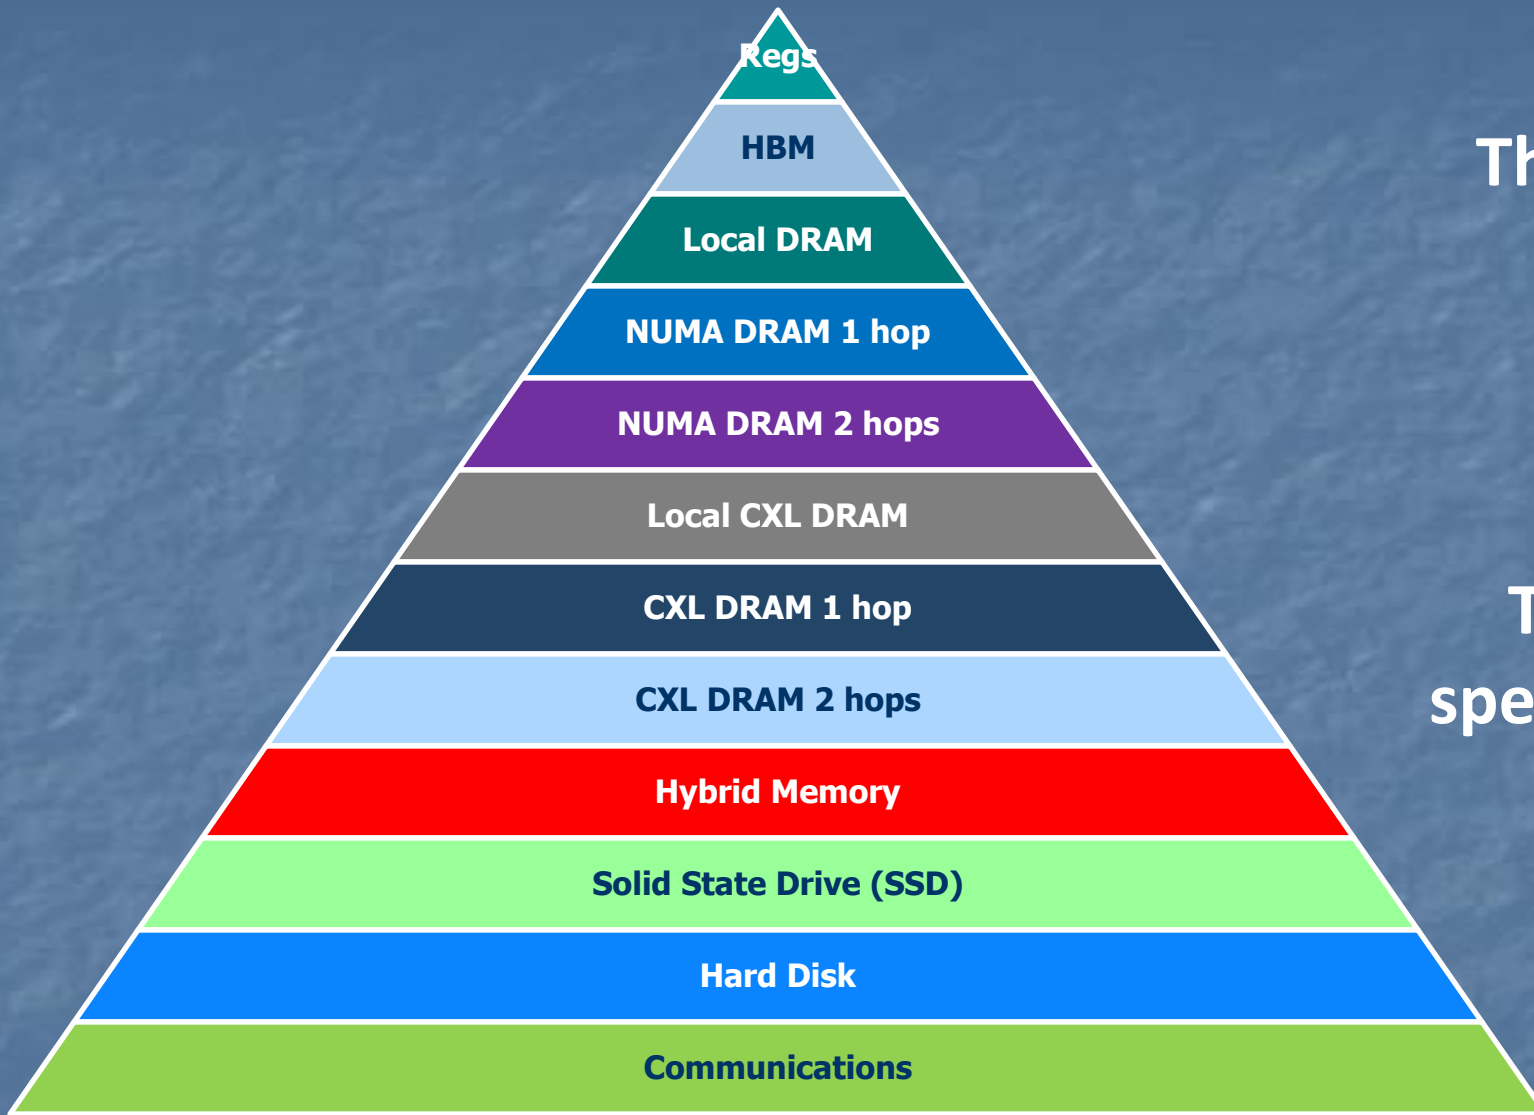 Regs
HBM
Local DRAM
NUMA DRAM 1 hop
NUMA DRAM 2 hops
Local CXL DRAM
CXL DRAM 1 hop
CXL DRAM 2 hops
Hybrid Memory
Solid State Drive (SSD)
Hard Disk
Communications